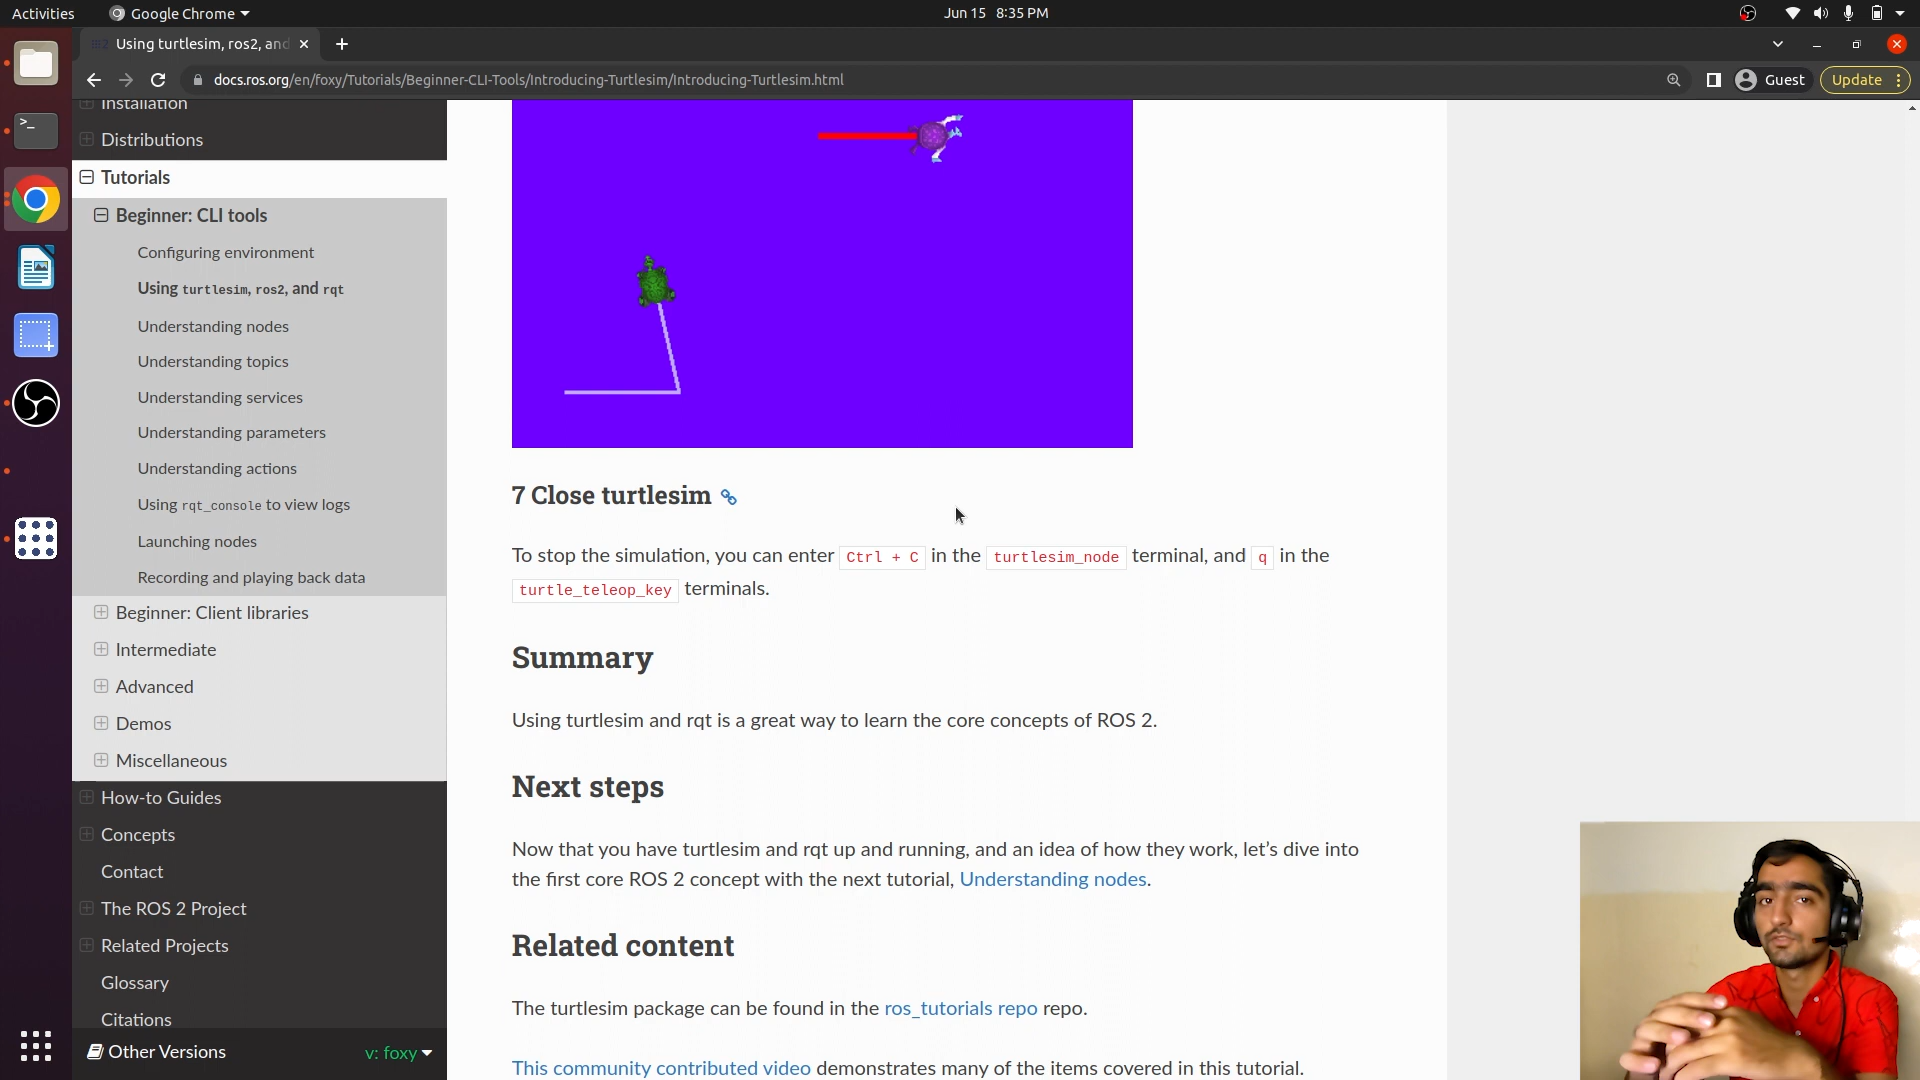 Activities
Google Chrome
Jun 15 8:35 PM
Using turtlesim, ros2, and
docs.ros.org/en/foxy/Tutorials/Beginner-CLI-Tools/Introducing-Turtlesim/Introducing-Turtlesim.html
Guest
Update
Installation
Distributions
Tutorials
Beginner: CLI tools
Configuring environment
Using turtlesim, ros2, and rqt
Understanding nodes
Understanding topics
Understanding services
Understanding parameters
Understanding actions
Using rqt_console to view logs
Launching nodes
Recording and playing back data
Beginner: Client libraries
Intermediate
Advanced
Demos
Miscellaneous
How-to Guides
Concepts
Contact
The ROS 2 Project
Related Projects
Glossary
Citations
Other Versions
v: foxy
7 Close turtlesim
To stop the simulation, you can enter Ctrl + C in the turtlesim_node terminal, and q in the
turtle_teleop_key terminals.
Summary
Using turtlesim and rqt is a great way to learn the core concepts of ROS 2.
Next steps
Now that you have turtlesim and rqt up and running, and an idea of how they work, let’s dive into
the first core ROS 2 concept with the next tutorial, Understanding nodes.
Related content
The turtlesim package can be found in the ros_tutorials repo repo.
This community contributed video demonstrates many of the items covered in this tutorial.